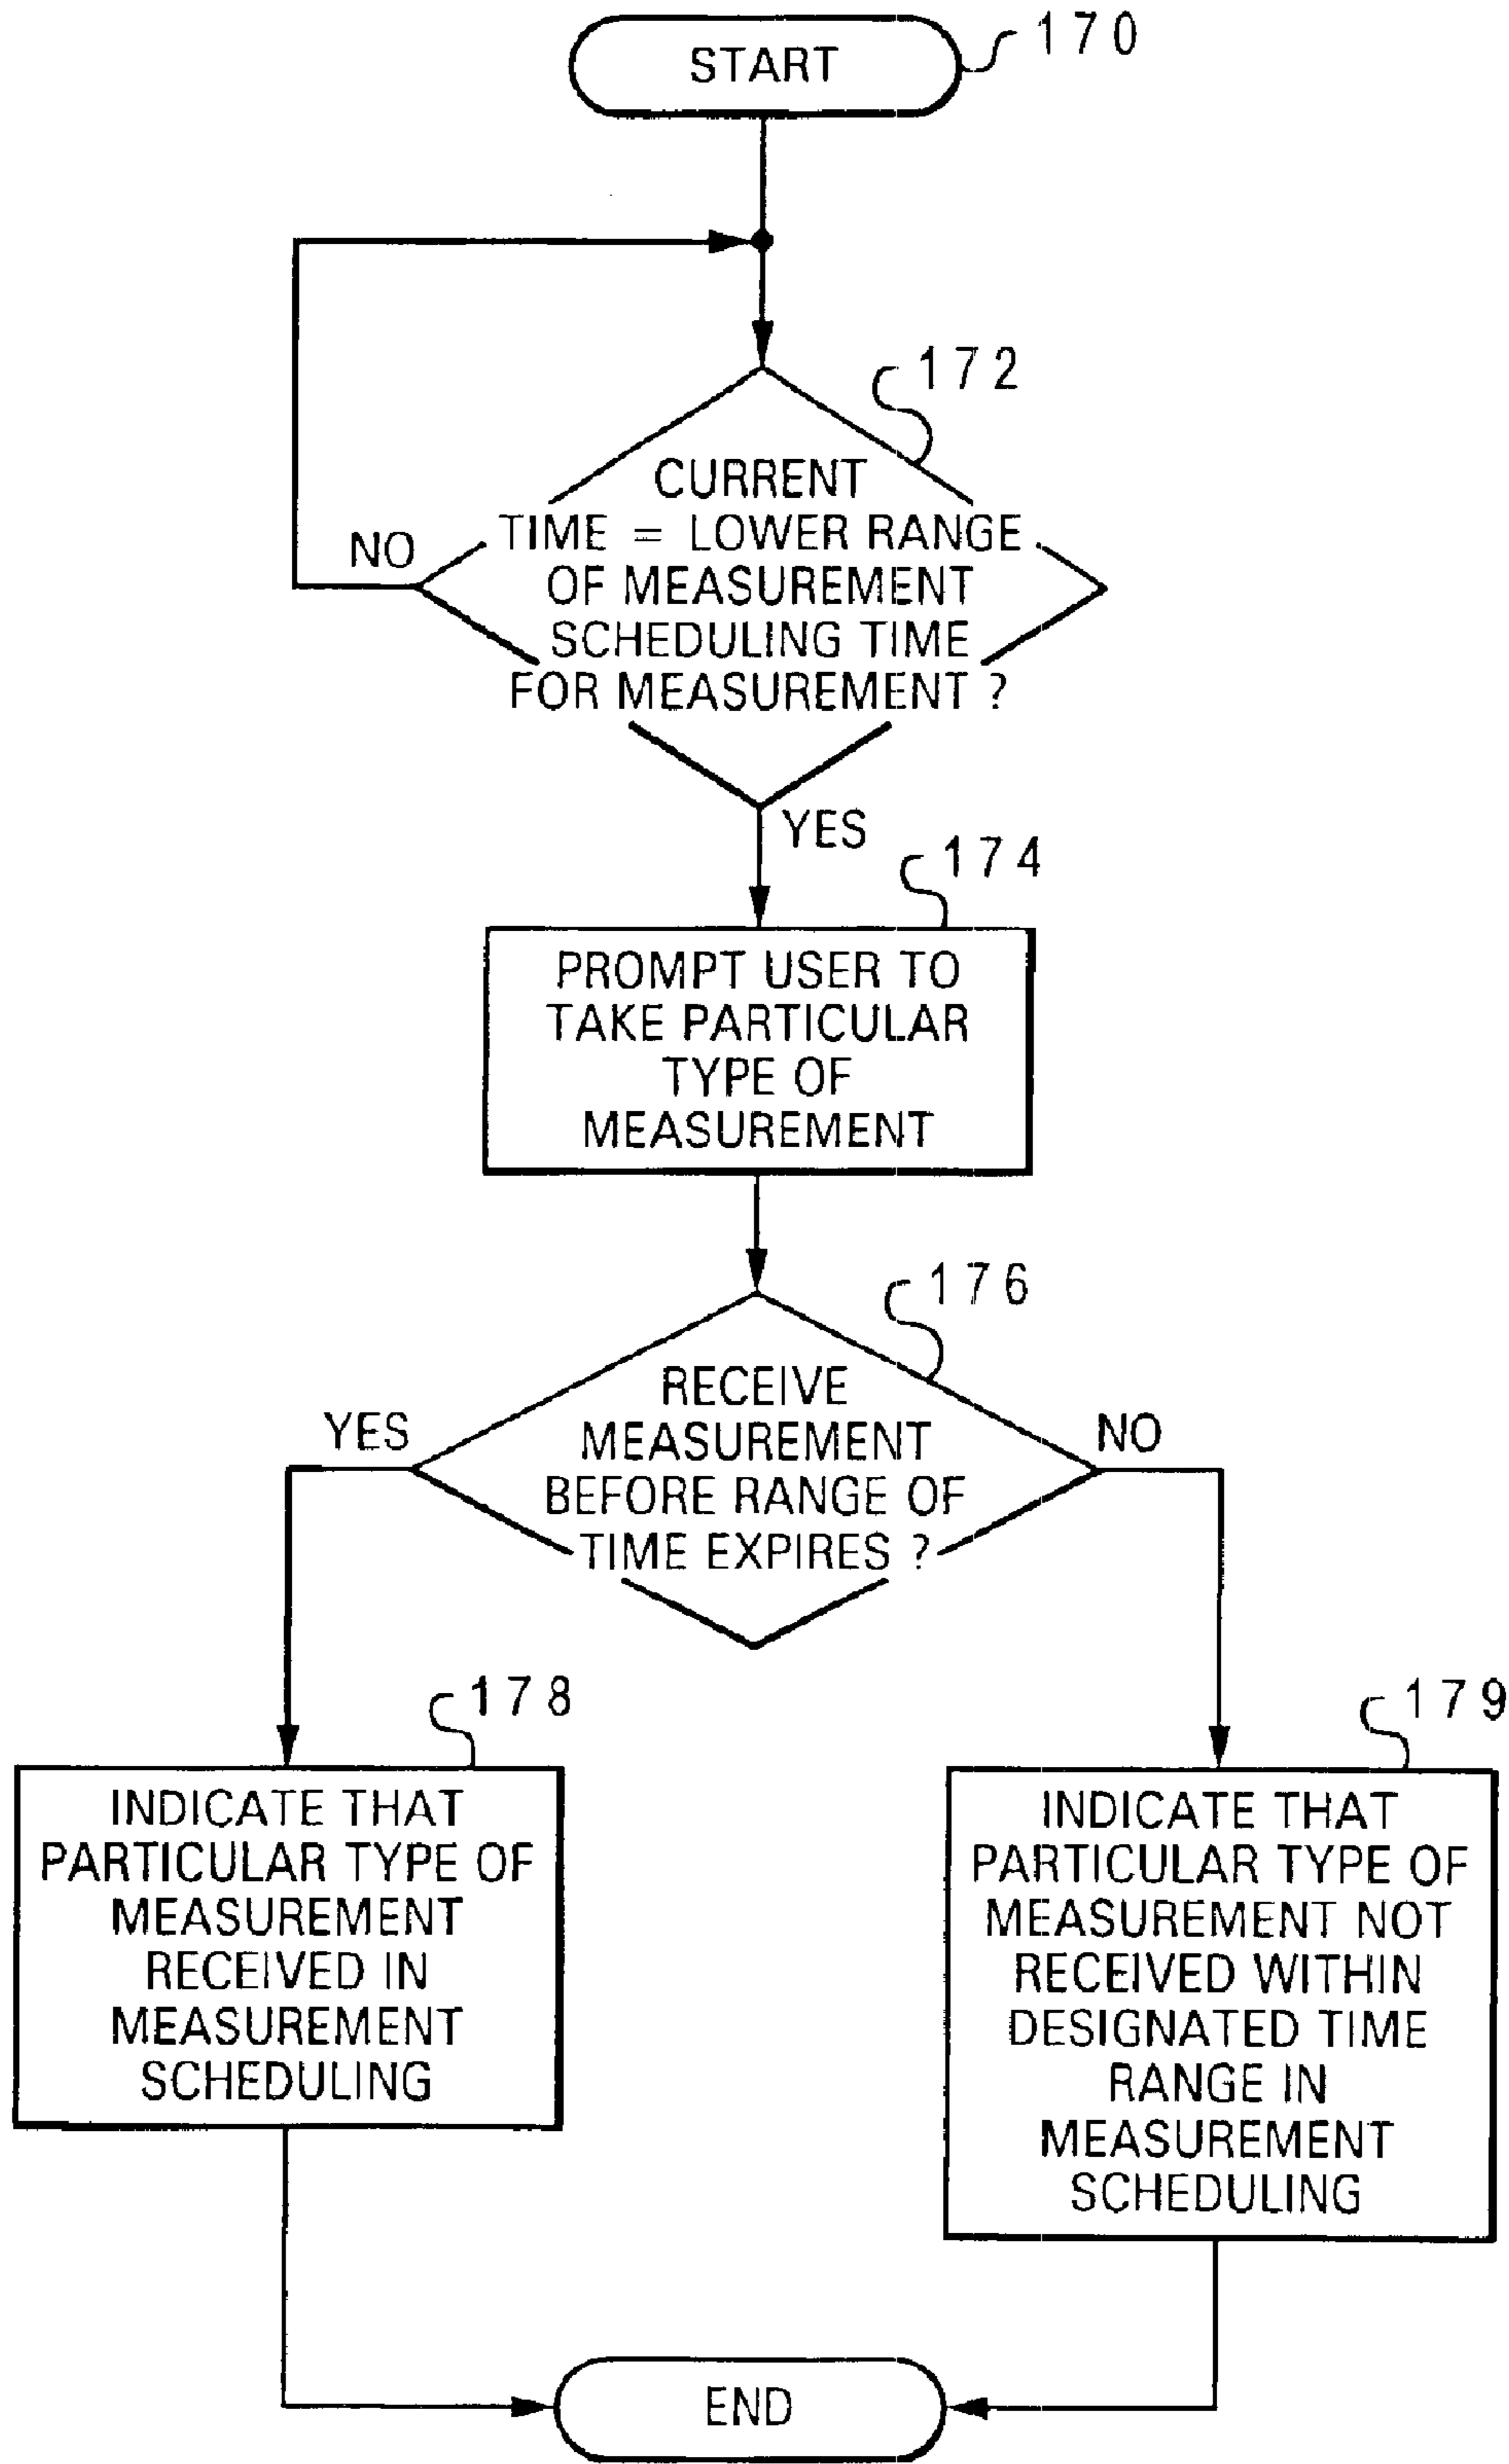 START
170
172
CURRENT
TIME = LOWER RANGE
OF MEASUREMENT
SCHEDULING TIME
FOR MEASUREMENT ?
NO
YES
174
PROMPT USER TO
TAKE PARTICULAR
TYPE OF
MEASUREMENT
176
RECEIVE
MEASUREMENT
BEFORE RANGE OF
TIME EXPIRES ?
YES
NO
178
INDICATE THAT
PARTICULAR TYPE OF
MEASUREMENT
RECEIVED IN
MEASUREMENT
SCHEDULING
179
INDICATE THAT
PARTICULAR TYPE OF
MEASUREMENT NOT
RECEIVED WITHIN
DESIGNATED TIME
RANGE IN
MEASUREMENT
SCHEDULING
END